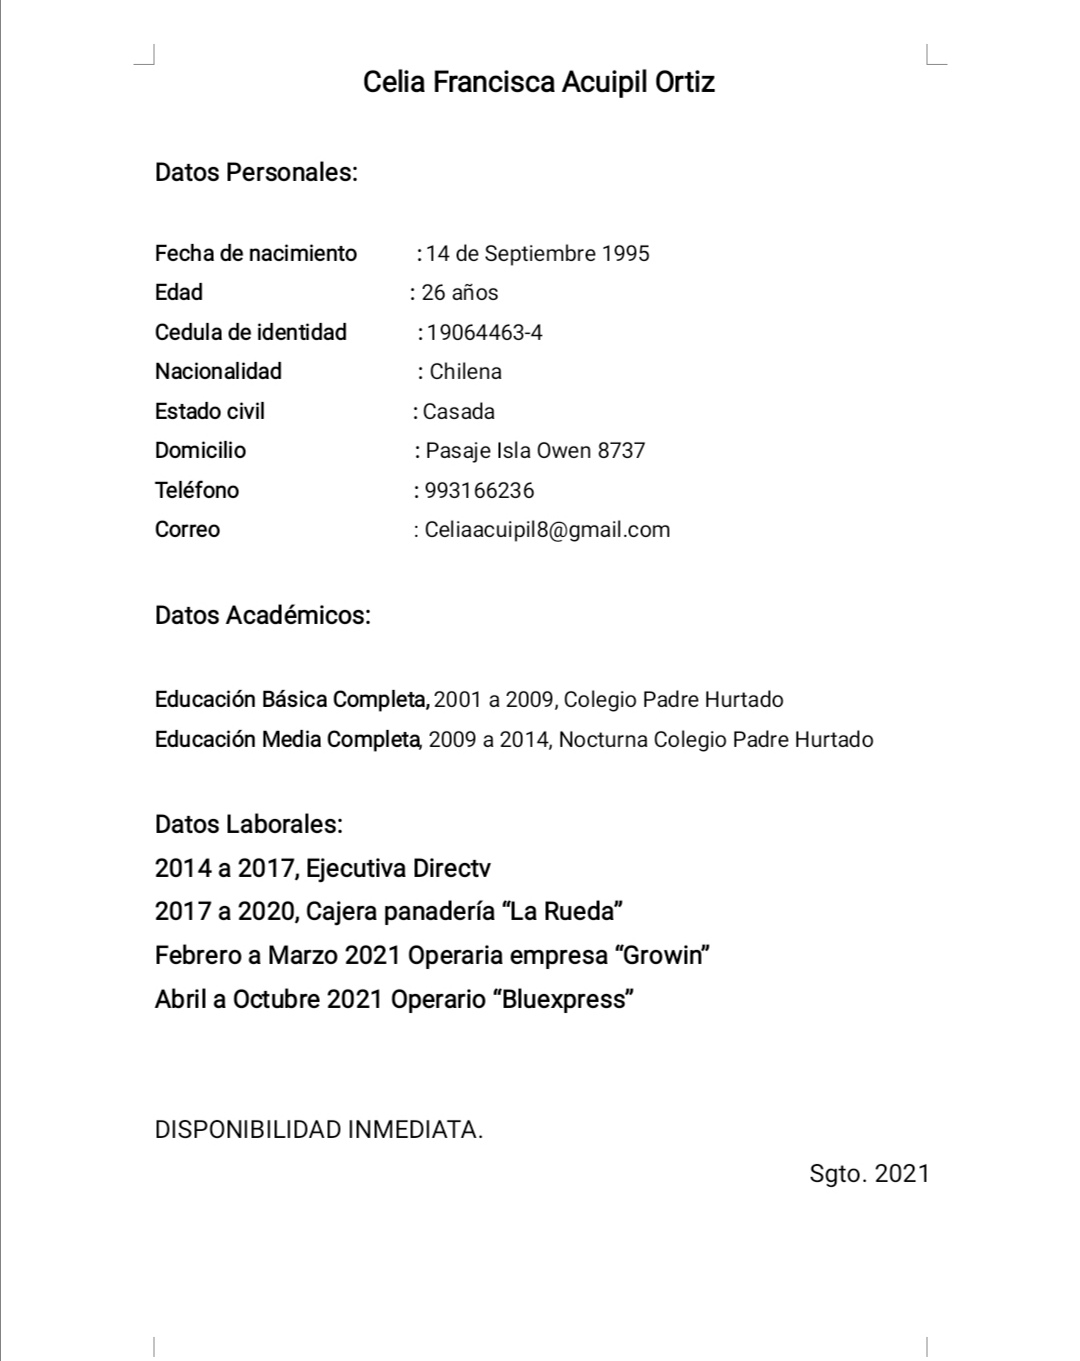 Celia Francisca Acuipil Ortiz
Datos Personales:
Fecha de nacimiento : 14 de Septiembre 1995
Edad : 26 años
Cedula de identidad : 19064463-4
Nacionalidad : Chilena
Estado civil : Casada
Domicilio : Pasaje Isla Owen 8737
Teléfono : 993166236
Correo : Celiaacuipil8@gmail.com
Datos Académicos:
Educación Básica Completa, 2001 a 2009, Colegio Padre Hurtado
Educación Media Completa, 2009 a 2014, Nocturna Colegio Padre Hurtado
Datos Laborales:
2014 a 2017, Ejecutiva Directv
2017 a 2020, Cajera panadería “La Rueda”
Febrero a Marzo 2021 Operaria empresa “Growin”
Abril a Octubre 2021 Operario “Bluexpress”
DISPONIBILIDAD INMEDIATA.
Sgto. 2021